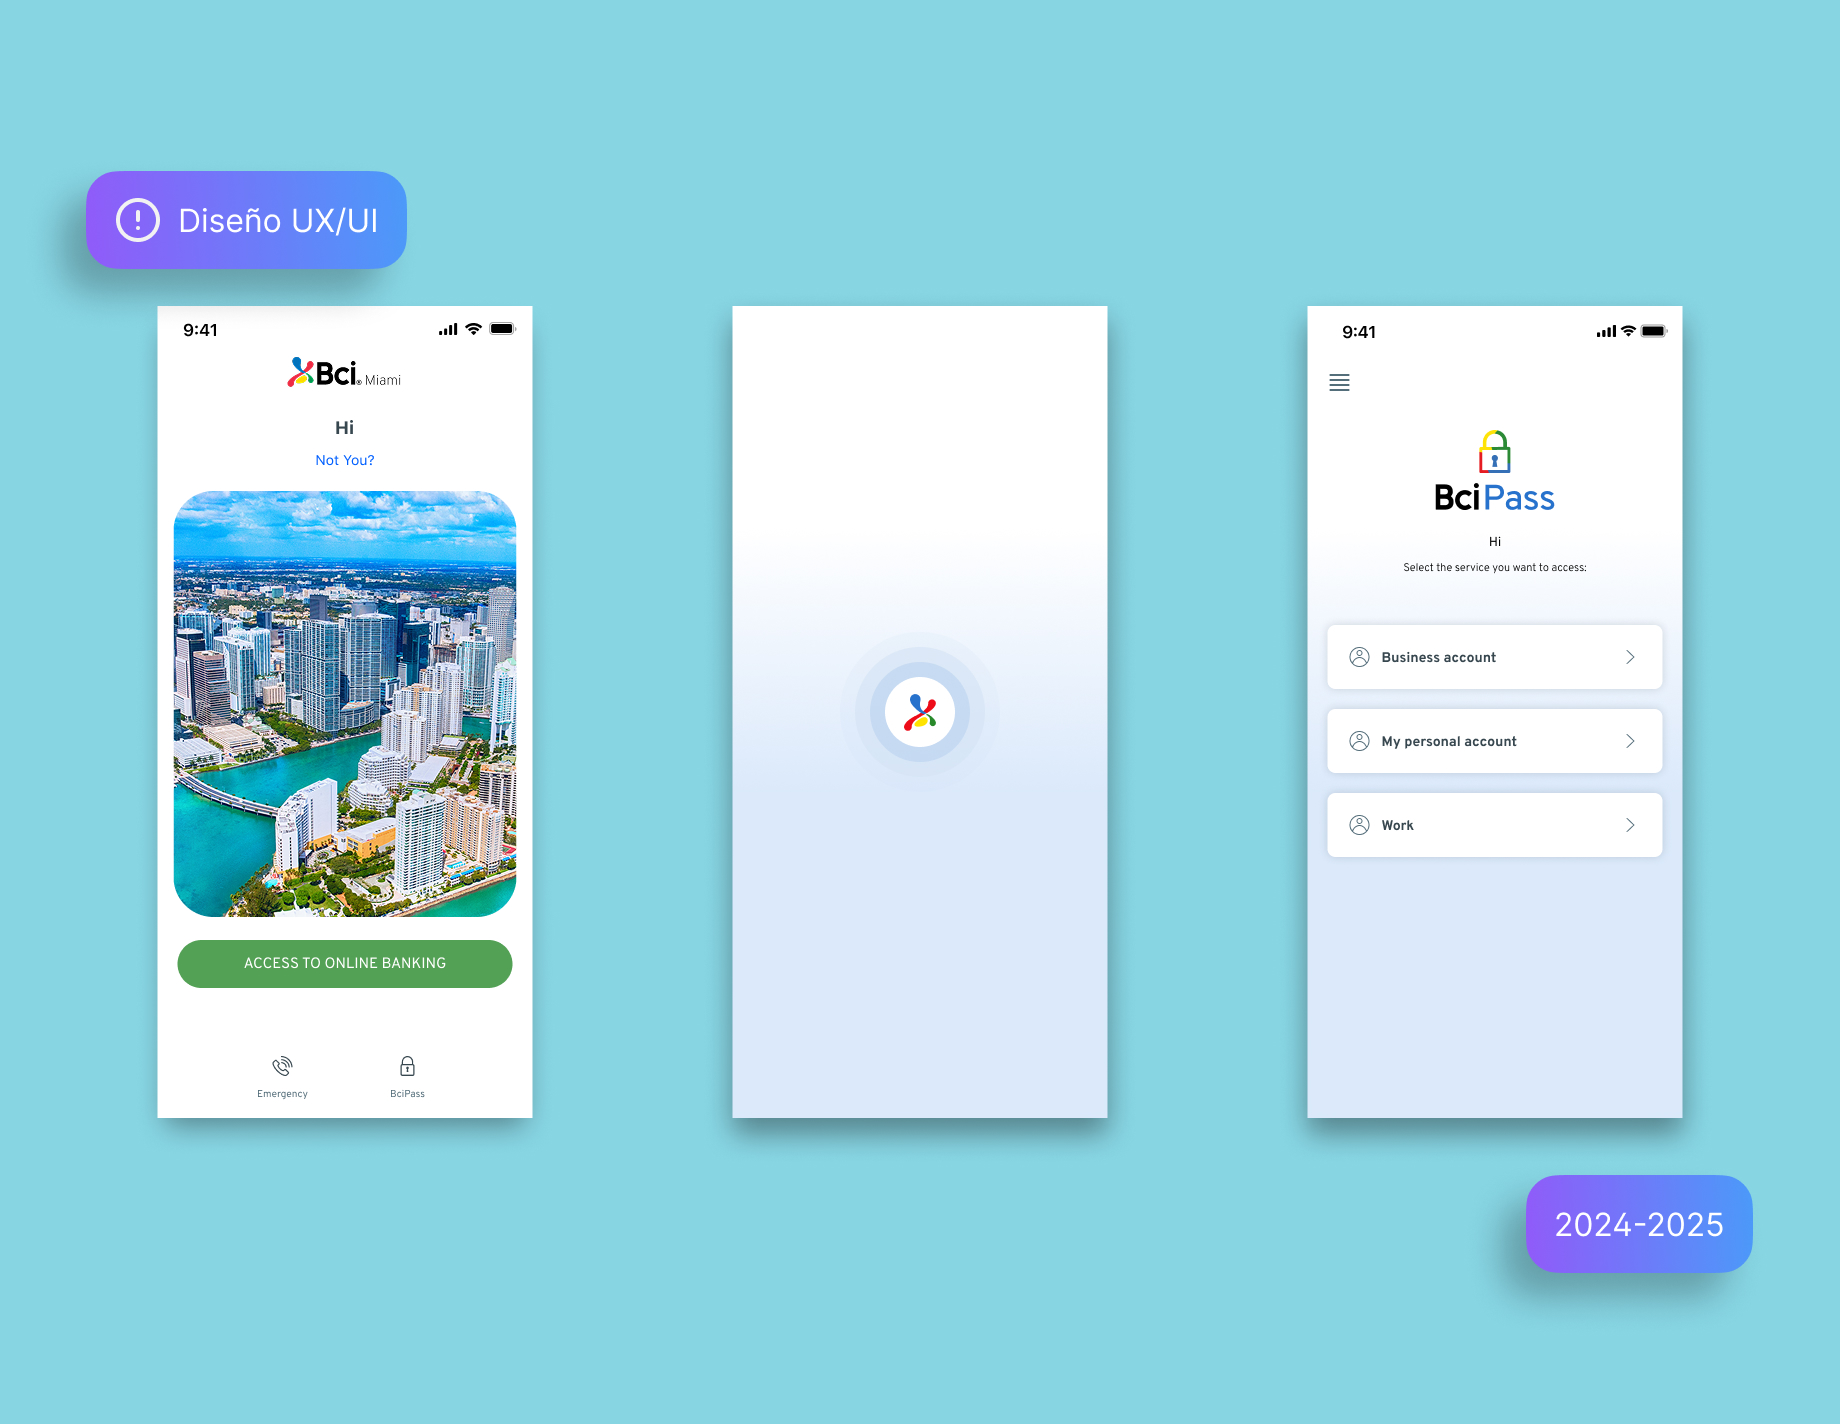 Diseño UX/UI
9:41
Bci® Miami
Hi
Not You?
ACCESS TO ONLINE BANKING
Emergency
BciPass
9:41
BciPass
Hi
Select the service you want to access:
Business account
My personal account
Work
2024-2025